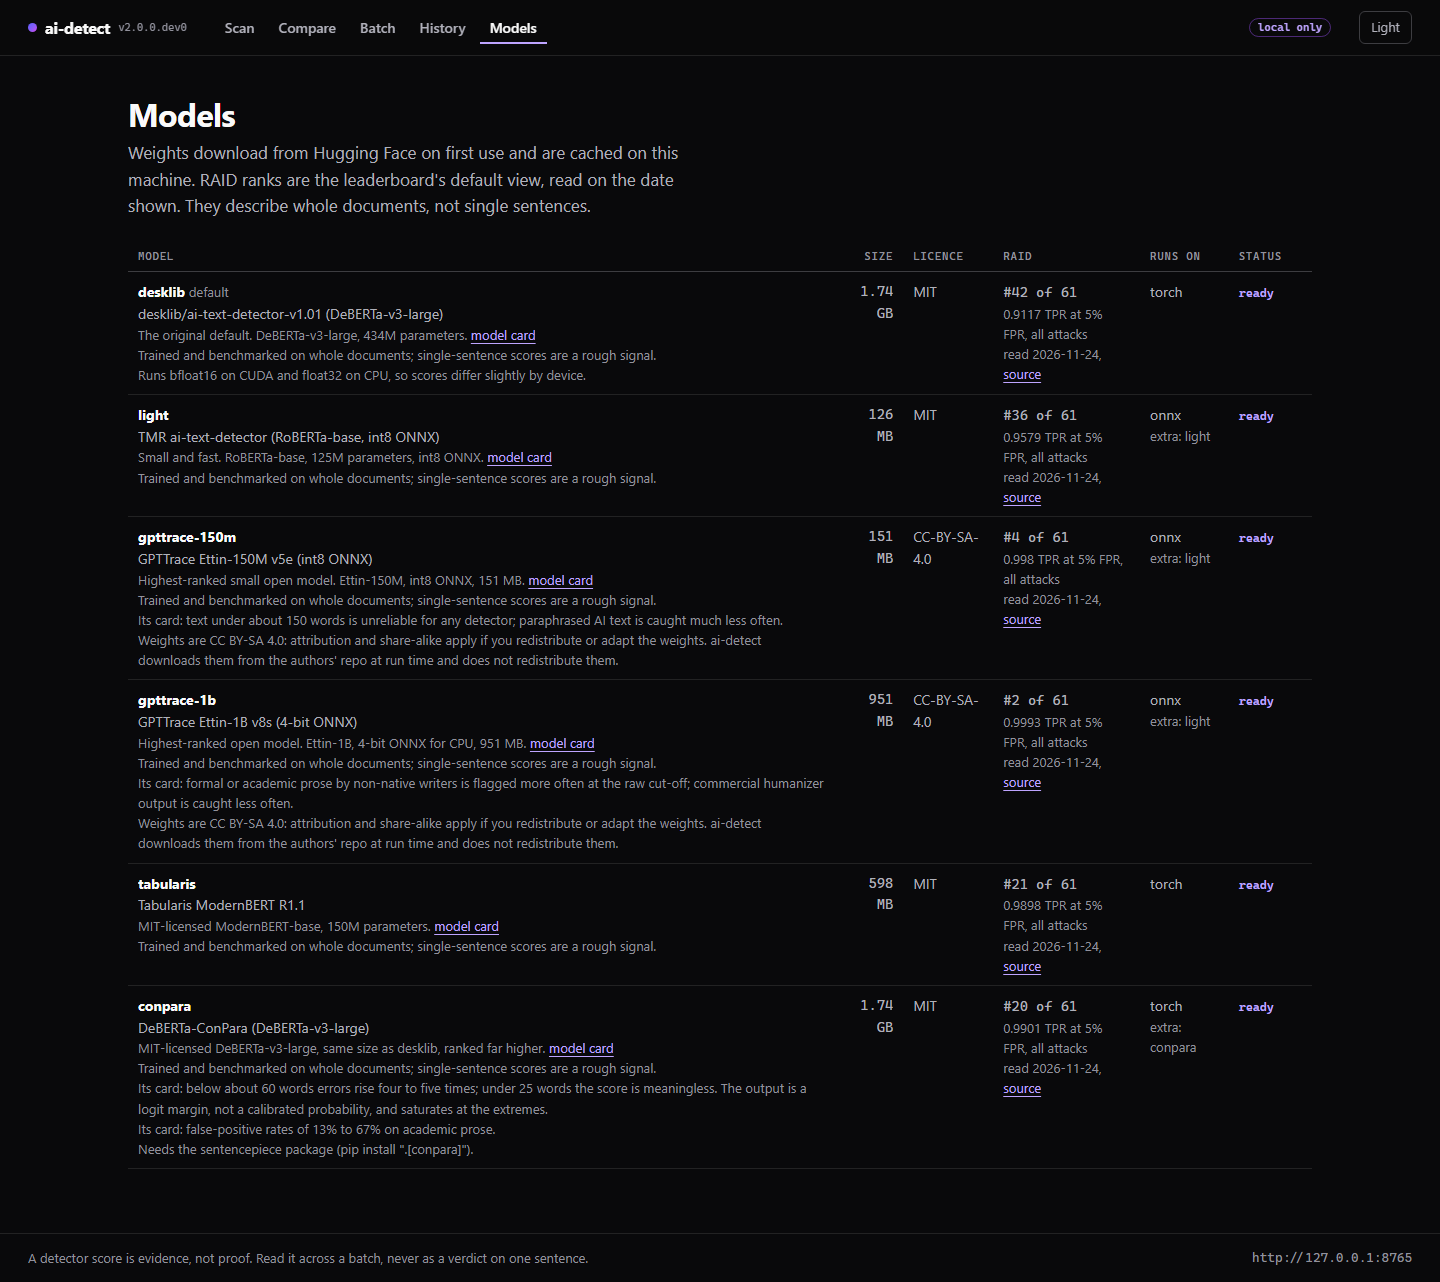 ai-detect v2.0.0.dev0 Scan Compare Batch History Models local only Light
Models
Weights download from Hugging Face on first use and are cached on this
machine. RAID ranks are the leaderboard's default view, read on the date
shown. They describe whole documents, not single sentences.
MODEL SIZE LICENCE RAID RUNS ON STATUS
desklib default
desklib/ai-text-detector-v1.01 (DeBERTa-v3-large)
The original default. DeBERTa-v3-large, 434M parameters. model card
Trained and benchmarked on whole documents; single-sentence scores are a rough signal.
Runs bfloat16 on CUDA and float32 on CPU, so scores differ slightly by device.
1.74
GB
MIT
#42 of 61
0.9117 TPR at 5%
FPR, all attacks
read 2026-11-24,
source
torch
ready
light
TMR ai-text-detector (RoBERTa-base, int8 ONNX)
Small and fast. RoBERTa-base, 125M parameters, int8 ONNX. model card
Trained and benchmarked on whole documents; single-sentence scores are a rough signal.
126
MB
MIT
#36 of 61
0.9579 TPR at 5%
FPR, all attacks
read 2026-11-24,
source
onnx
extra: light
ready
gpttrace-150m
GPTTrace Ettin-150M v5e (int8 ONNX)
Highest-ranked small open model. Ettin-150M, int8 ONNX, 151 MB. model card
Trained and benchmarked on whole documents; single-sentence scores are a rough signal.
Its card: text under about 150 words is unreliable for any detector; paraphrased AI text is caught much less often.
Weights are CC BY-SA 4.0: attribution and share-alike apply if you redistribute or adapt the weights. ai-detect
downloads them from the authors' repo at run time and does not redistribute them.
151
MB
CC-BY-SA-
4.0
#4 of 61
0.998 TPR at 5% FPR,
all attacks
read 2026-11-24,
source
onnx
extra: light
ready
gpttrace-1b
GPTTrace Ettin-1B v8s (4-bit ONNX)
Highest-ranked open model. Ettin-1B, 4-bit ONNX for CPU, 951 MB. model card
Trained and benchmarked on whole documents; single-sentence scores are a rough signal.
Its card: formal or academic prose by non-native writers is flagged more often at the raw cut-off; commercial humanizer
output is caught less often.
Weights are CC BY-SA 4.0: attribution and share-alike apply if you redistribute or adapt the weights. ai-detect
downloads them from the authors' repo at run time and does not redistribute them.
951
MB
CC-BY-SA-
4.0
#2 of 61
0.9993 TPR at 5%
FPR, all attacks
read 2026-11-24,
source
onnx
extra: light
ready
tabularis
Tabularis ModernBERT R1.1
MIT-licensed ModernBERT-base, 150M parameters. model card
Trained and benchmarked on whole documents; single-sentence scores are a rough signal.
598
MB
MIT
#21 of 61
0.9898 TPR at 5%
FPR, all attacks
read 2026-11-24,
source
torch
ready
conpara
DeBERTa-ConPara (DeBERTa-v3-large)
MIT-licensed DeBERTa-v3-large, same size as desklib, ranked far higher. model card
Trained and benchmarked on whole documents; single-sentence scores are a rough signal.
Its card: below about 60 words errors rise four to five times; under 25 words the score is meaningless. The output is a
logit margin, not a calibrated probability, and saturates at the extremes.
Its card: false-positive rates of 13% to 67% on academic prose.
Needs the sentencepiece package (pip install ".[conpara]").
1.74
GB
MIT
#20 of 61
0.9901 TPR at 5%
FPR, all attacks
read 2026-11-24,
source
torch
extra:
conpara
ready
A detector score is evidence, not proof. Read it across a batch, never as a verdict on one sentence.
http://127.0.0.1:8765